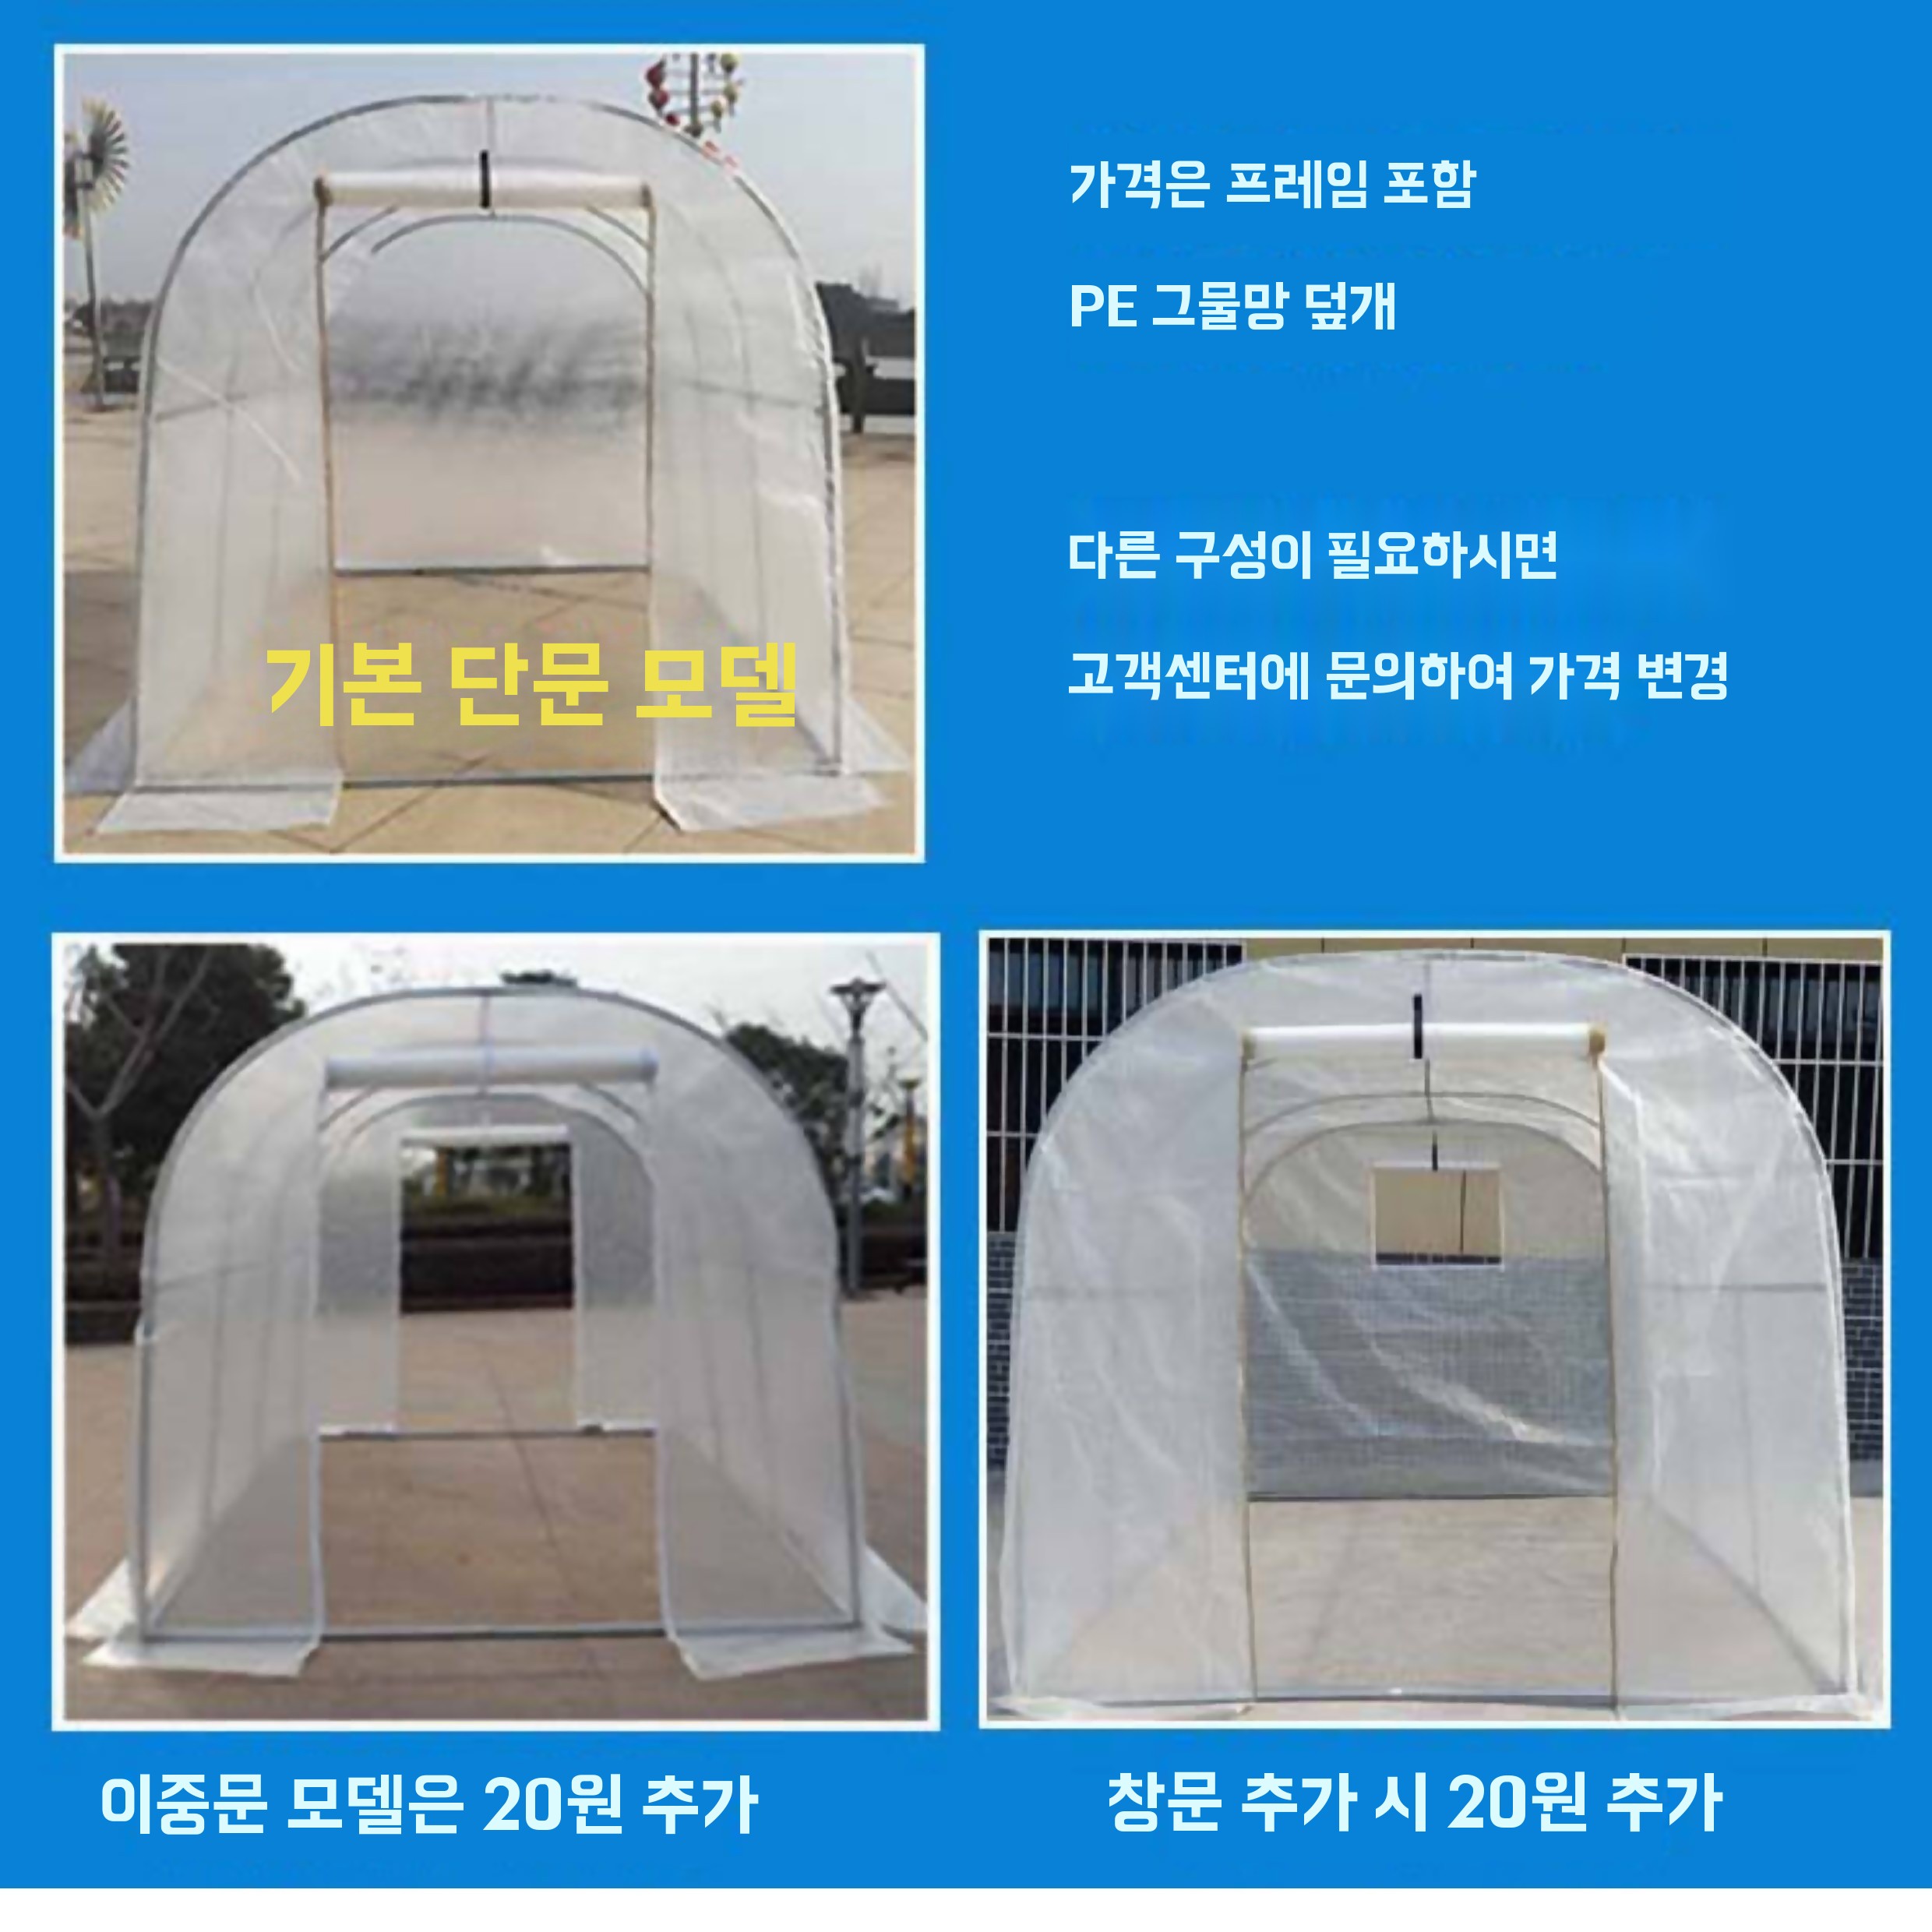 가격은 프레임 포함
PE 그물망 덮개
다른 구성이 필요하시면
고객센터에 문의하여 가격 변경
기본 단문 모델
이중문 모델은 20원 추가
창문 추가 시 20원 추가